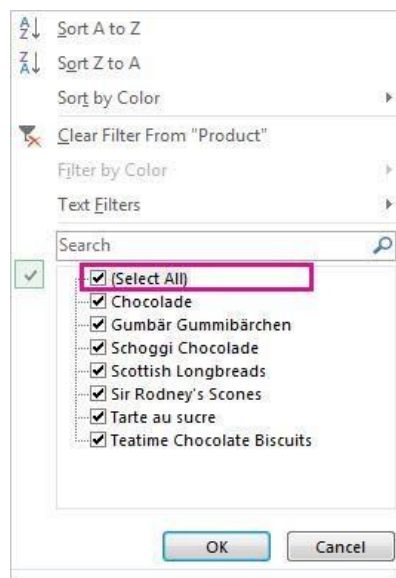 Sort A to Z
Sort Z to A
Sort by Color
Clear Filter From "Product"
Filter by Color
Text Filters
Search
(Select All)
Chocolade
Gumbär Gummibärchen
Schoggi Chocolade
Scottish Longbreads
Sir Rodney's Scones
Tarte au sucre
Teatime Chocolate Biscuits
OK Cancel